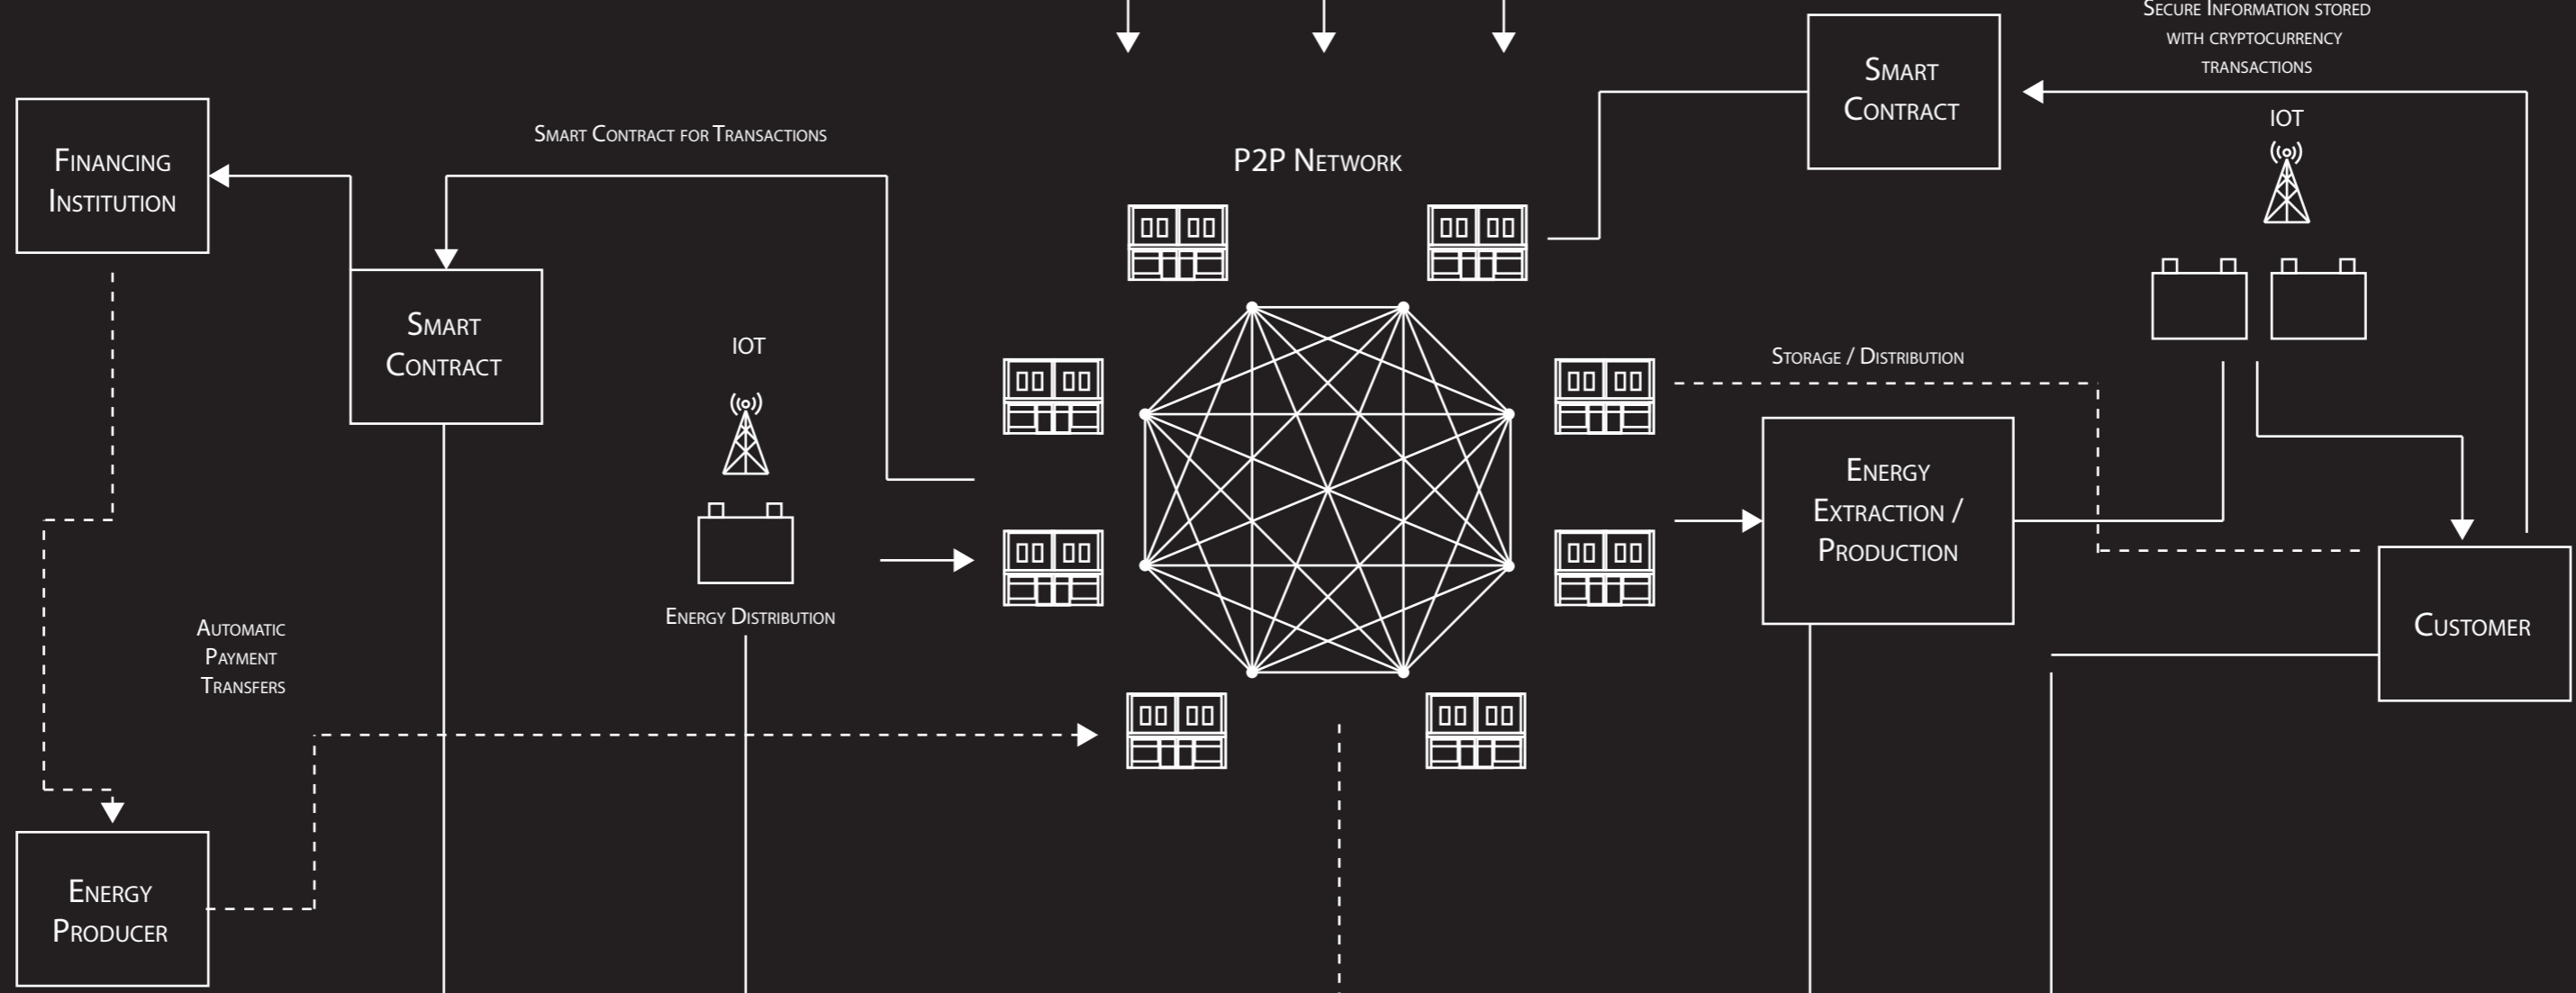 Secure Information stored
with cryptocurrency
transactions
Smart
Contract
IOT
Smart Contract for Transactions
P2P Network
Financing
Institution
Smart
Contract
IOT
Storage / Distribution
Energy
Extraction /
Production
Energy Distribution
Customer
Automatic
Payment
Transfers
Energy
Producer